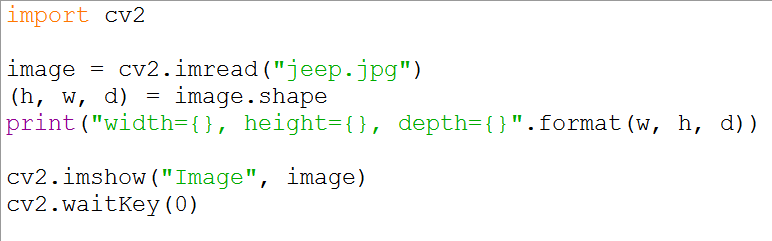 import cv2

image = cv2.imread("jeep.jpg")
(h, w, d) = image.shape
print("width={}, height={}, depth={}".format(w, h, d))

cv2.imshow("Image", image)
cv2.waitKey(0)